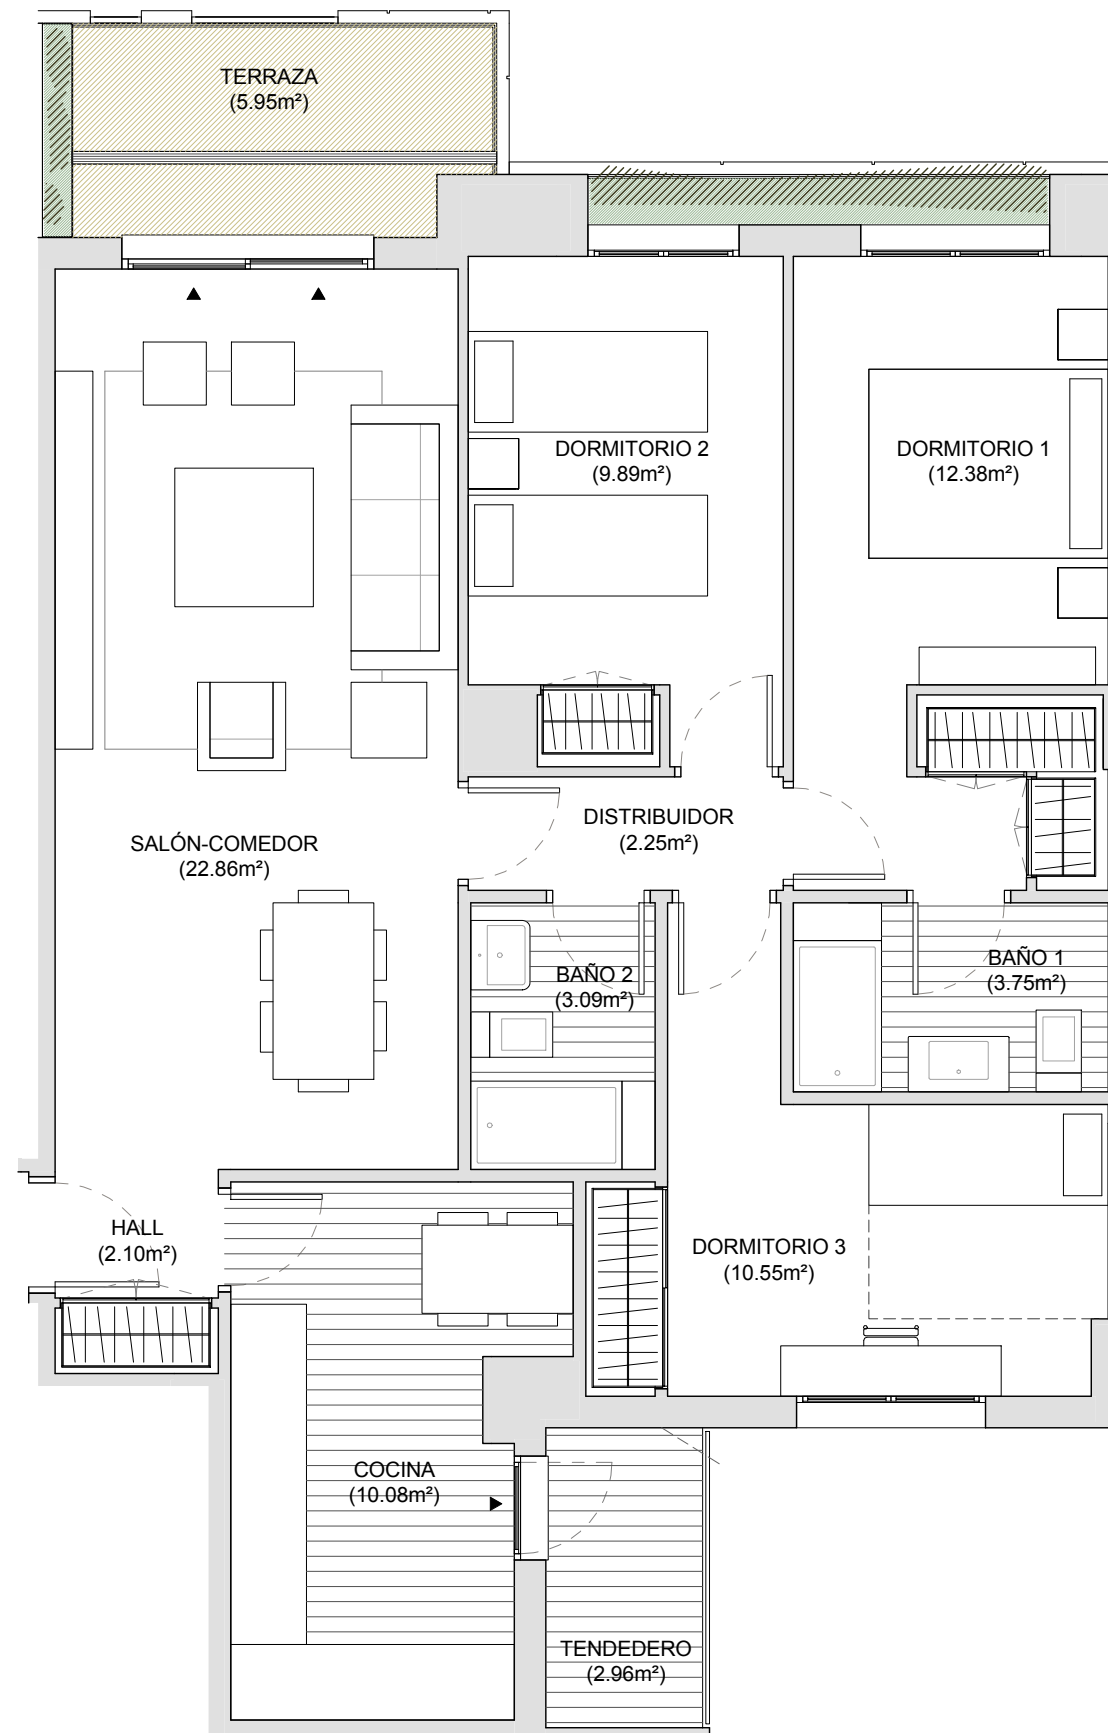 TERRAZA
(5.95m²)
DORMITORIO 2
(9.89m²)
DORMITORIO 1
(12.38m²)
SALÓN-COMEDOR
(22.86m²)
DISTRIBUIDOR
(2.25m²)
BAÑO 2
(3.09m²)
BAÑO 1
(3.75m²)
HALL
(2.10m²)
DORMITORIO 3
(10.55m²)
COCINA
(10.08m²)
TENDEDERO
(2.96m²)